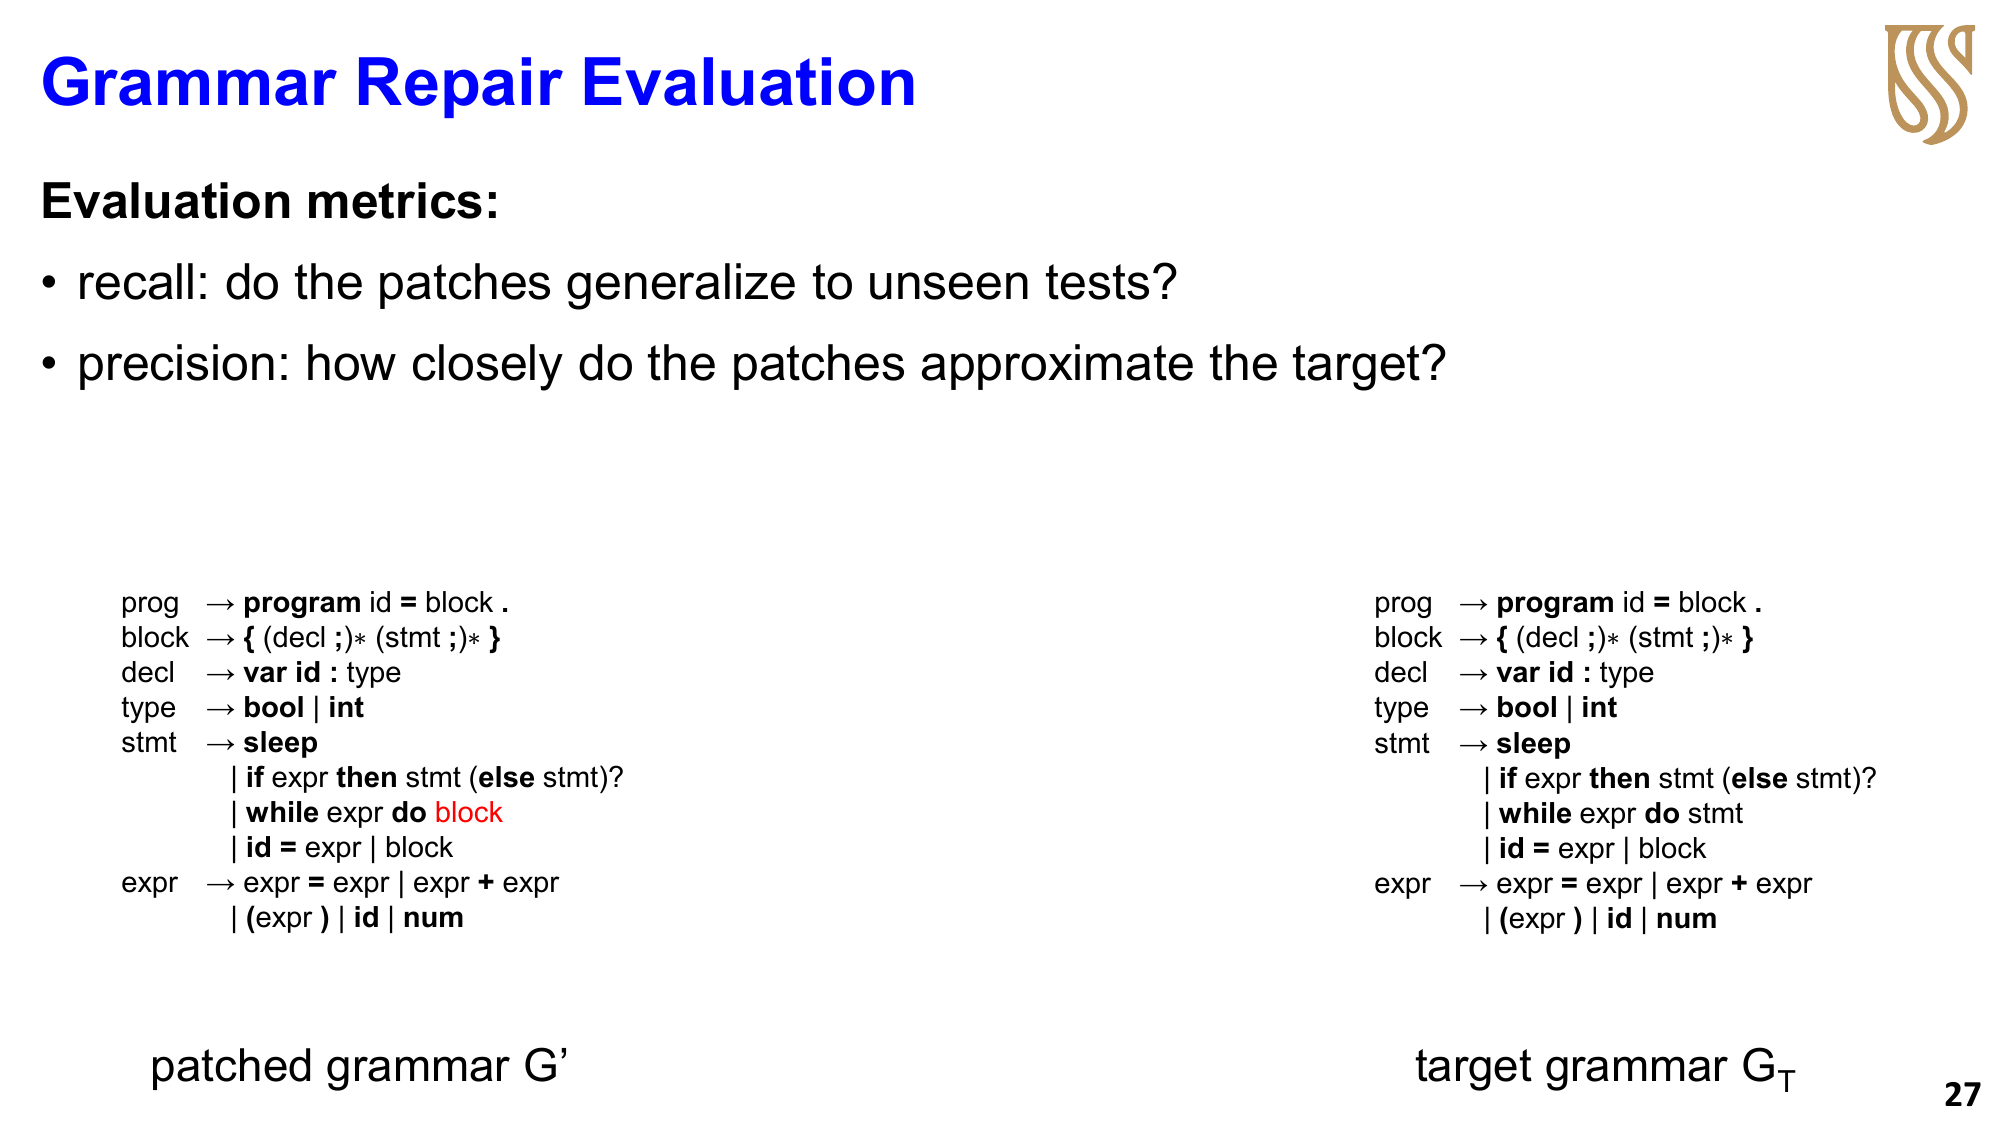 Grammar Repair Evaluation
Evaluation metrics:
• recall: do the patches generalize to unseen tests?
• precision: how closely do the patches approximate the target?
prog → program id = block .
block → { (decl ;)* (stmt ;)* }
decl → var id : type
type → bool | int
stmt → sleep
| if expr then stmt (else stmt)?
| while expr do block
| id = expr | block
expr → expr = expr | expr + expr
| (expr ) | id | num
patched grammar G’
prog → program id = block .
block → { (decl ;)* (stmt ;)* }
decl → var id : type
type → bool | int
stmt → sleep
| if expr then stmt (else stmt)?
| while expr do stmt
| id = expr | block
expr → expr = expr | expr + expr
| (expr ) | id | num
target grammar GT
27